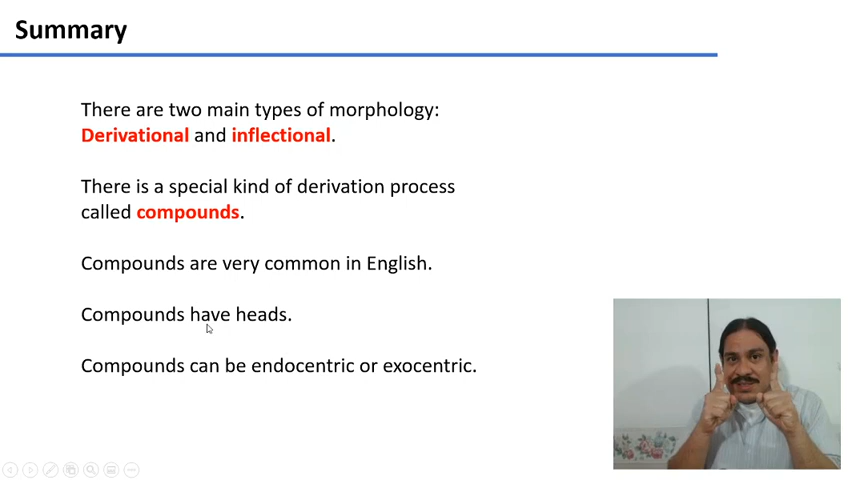 Summary
There are two main types of morphology:
Derivational and inflectional.
There is a special kind of derivation process
called compounds.
Compounds are very common in English.
Compounds have heads.
Compounds can be endocentric or exocentric.